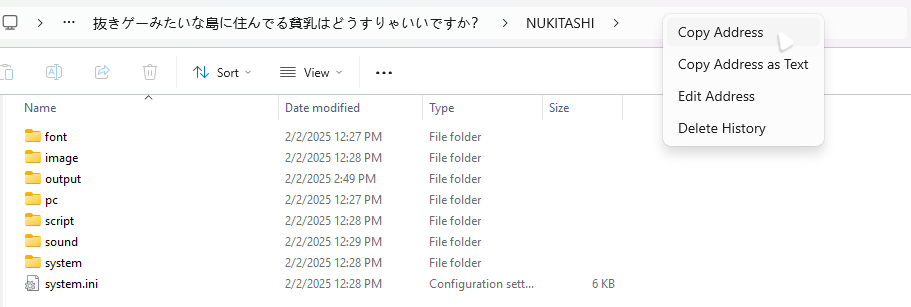 抜きゲーみたいな島に住んでる貧乳はどうすりゃいいですか？ NUKITASHI
Copy Address
Copy Address as Text
Edit Address
Delete History
Sort View
Name Date modified Type Size
font 2/2/2025 12:27 PM File folder
image 2/2/2025 12:28 PM File folder
output 2/2/2025 2:49 PM File folder
pc 2/2/2025 12:27 PM File folder
script 2/2/2025 12:28 PM File folder
sound 2/2/2025 12:29 PM File folder
system 2/2/2025 12:28 PM File folder
system.ini 2/2/2025 12:28 PM Configuration sett... 6 KB